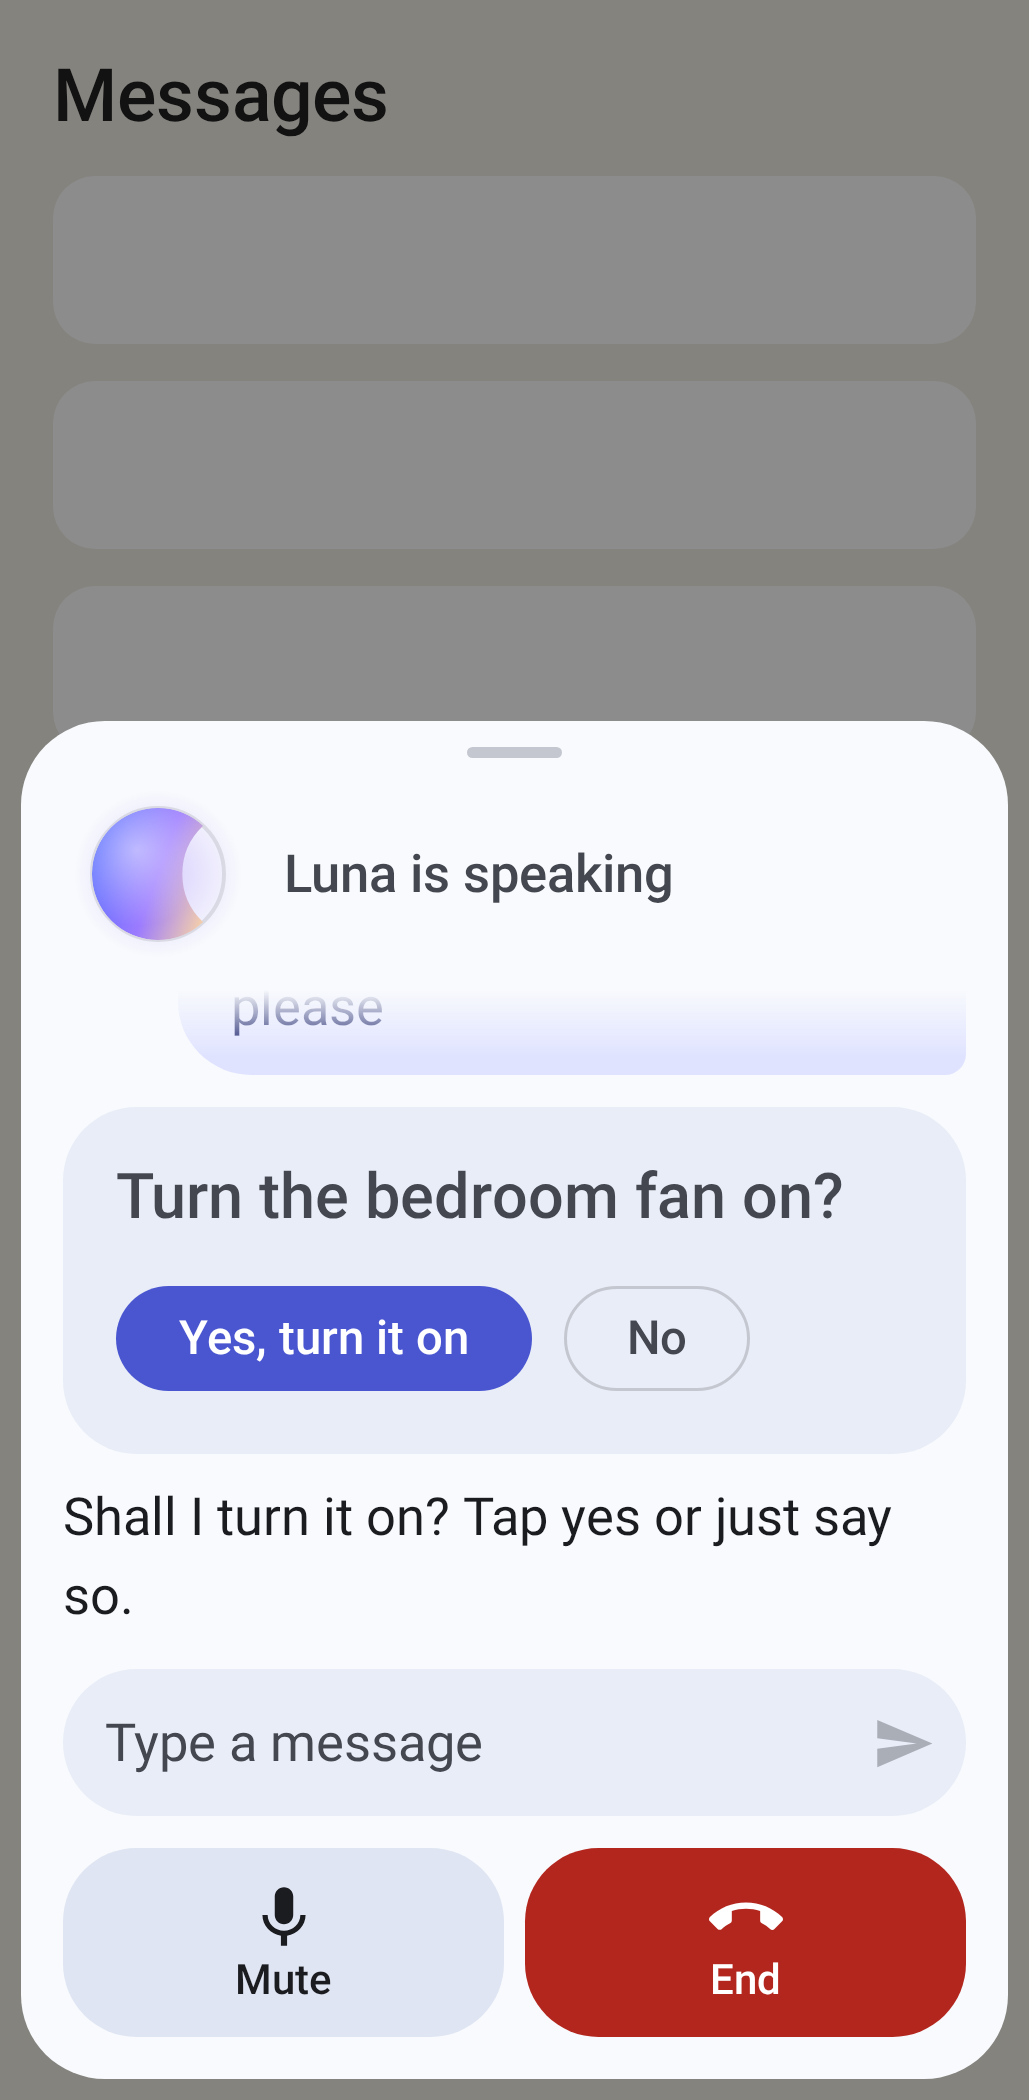 Messages
Luna is speaking
please
Turn the bedroom fan on?
Yes, turn it on
No
Shall I turn it on? Tap yes or just say
so.
Type a message
Mute
End